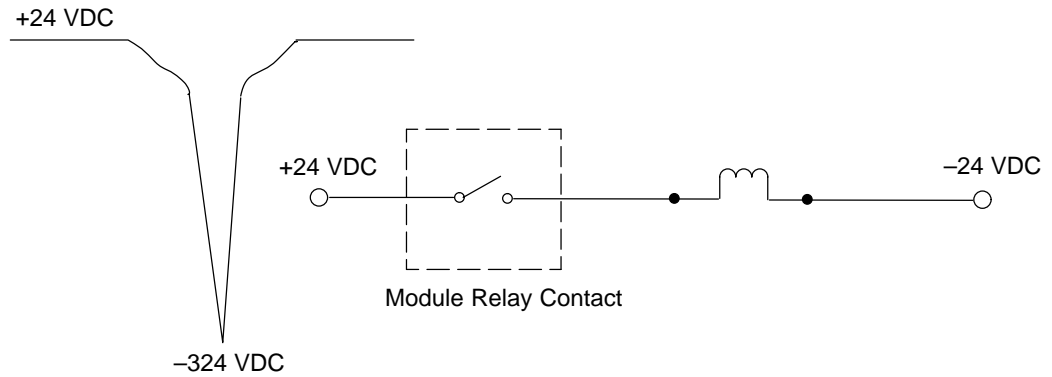 +24 VDC
+24 VDC
–24 VDC
Module Relay Contact
–324 VDC